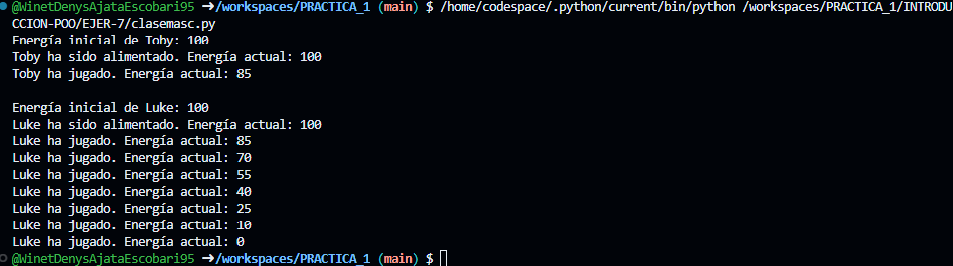 @WinetDenysAjataEscobari95 ➜/workspaces/PRACTICA_1 (main) $ /home/codespace/.python/current/bin/python /workspaces/PRACTICA_1/INTRODU
CCION-POO/EJER-7/clasemasc.py
Energía inicial de Toby: 100
Toby ha sido alimentado. Energía actual: 100
Toby ha jugado. Energía actual: 85
Energía inicial de Luke: 100
Luke ha sido alimentado. Energía actual: 100
Luke ha jugado. Energía actual: 85
Luke ha jugado. Energía actual: 70
Luke ha jugado. Energía actual: 55
Luke ha jugado. Energía actual: 40
Luke ha jugado. Energía actual: 25
Luke ha jugado. Energía actual: 10
Luke ha jugado. Energía actual: 0
@WinetDenysAjataEscobari95 ➜/workspaces/PRACTICA_1 (main) $